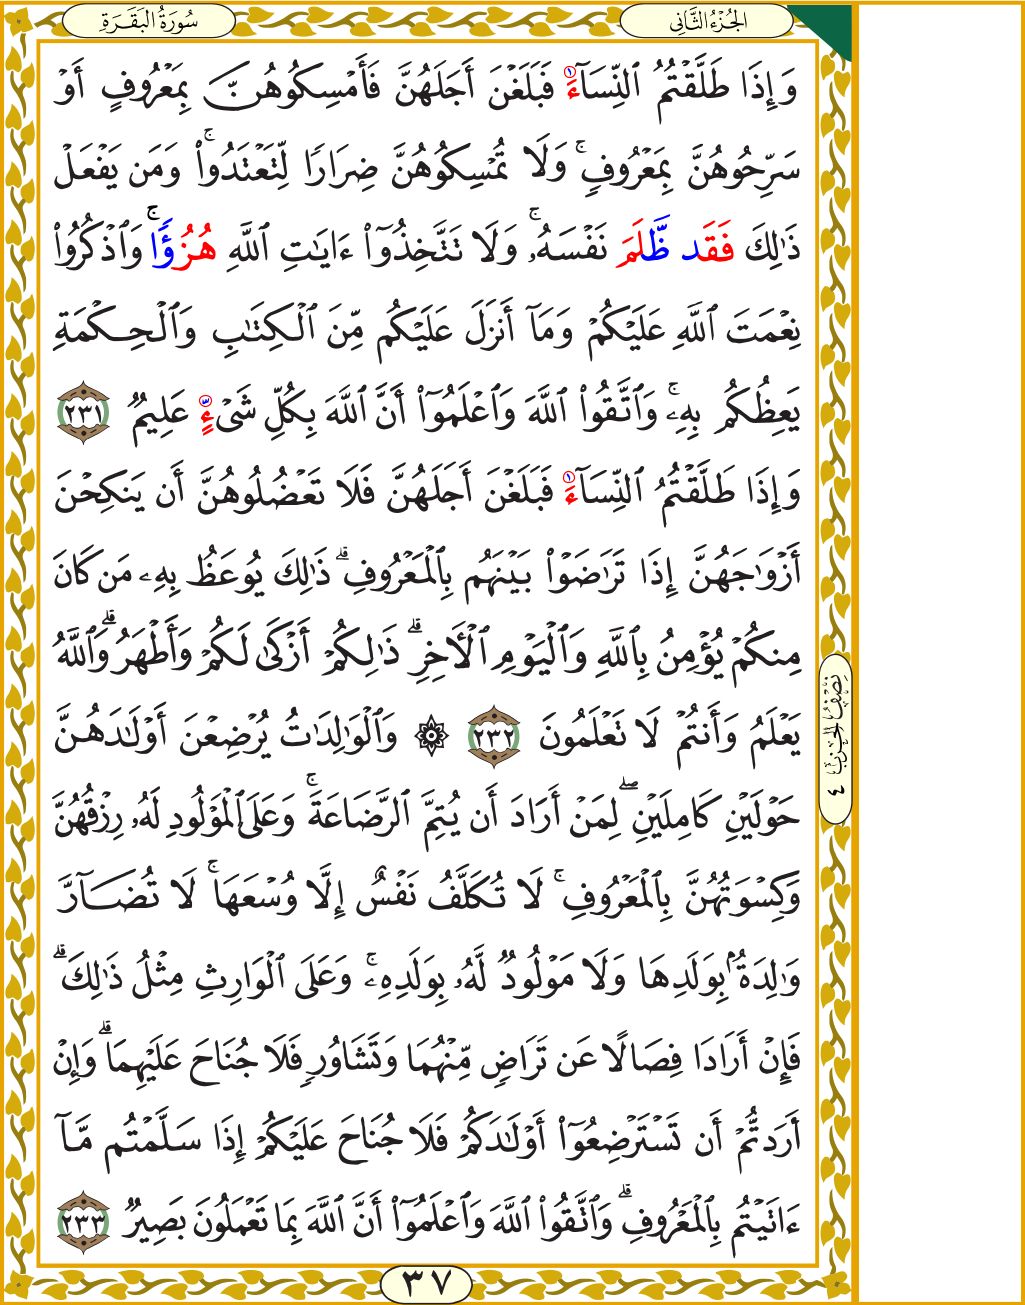 سُورَةُ البَقَرَةِ
الجُزْءُ الثَّانِي
وَإِذَا طَلَّقۡتُمُ ٱلنِّسَآءَ فَبَلَغۡنَ أَجَلَهُنَّ فَأَمۡسِكُوهُنَّ بِمَعۡرُوفٍ أَوۡ
سَرِّحُوهُنَّ بِمَعۡرُوفٖۚ وَلَا تُمۡسِكُوهُنَّ ضِرَارٗا لِّتَعۡتَدُواْۚ وَمَن يَفۡعَلۡ
ذَٰلِكَ فَقَد ظَّلَمَ نَفۡسَهُۥۚ وَلَا تَتَّخِذُوٓاْ ءَايَٰتِ ٱللَّهِ هُزُؤٗاۚ وَٱذۡكُرُواْ
نِعۡمَتَ ٱللَّهِ عَلَيۡكُمۡ وَمَآ أَنزَلَ عَلَيۡكُم مِّنَ ٱلۡكِتَٰبِ وَٱلۡحِكۡمَةِ
يَعِظُكُم بِهِۦۚ وَٱتَّقُواْ ٱللَّهَ وَٱعۡلَمُوٓاْ أَنَّ ٱللَّهَ بِكُلِّ شَيۡءٍ عَلِيمٞ ٢٣١
وَإِذَا طَلَّقۡتُمُ ٱلنِّسَآءَ فَبَلَغۡنَ أَجَلَهُنَّ فَلَا تَعۡضُلُوهُنَّ أَن يَنكِحۡنَ
أَزۡوَٰجَهُنَّ إِذَا تَرَٰضَوۡاْ بَيۡنَهُم بِٱلۡمَعۡرُوفِۗ ذَٰلِكَ يُوعَظُ بِهِۦ مَن كَانَ
مِنكُمۡ يُؤۡمِنُ بِٱللَّهِ وَٱلۡيَوۡمِ ٱلۡأٓخِرِۗ ذَٰلِكُمۡ أَزۡكَىٰ لَكُمۡ وَأَطۡهَرُۚ وَٱللَّهُ
يَعۡلَمُ وَأَنتُمۡ لَا تَعۡلَمُونَ ٢٣٢ ۞ وَٱلۡوَٰلِدَٰتُ يُرۡضِعۡنَ أَوۡلَٰدَهُنَّ
حَوۡلَيۡنِ كَامِلَيۡنِۖ لِمَنۡ أَرَادَ أَن يُتِمَّ ٱلرَّضَاعَةَۚ وَعَلَى ٱلۡمَوۡلُودِ لَهُۥ رِزۡقُهُنَّ
وَكِسۡوَتُهُنَّ بِٱلۡمَعۡرُوفِۚ لَا تُكَلَّفُ نَفۡسٌ إِلَّا وُسۡعَهَاۚ لَا تُضَآرَّ
وَٰلِدَةُۢ بِوَلَدِهَا وَلَا مَوۡلُودٞ لَّهُۥ بِوَلَدِهِۦۚ وَعَلَى ٱلۡوَارِثِ مِثۡلُ ذَٰلِكَۗ
فَإِنۡ أَرَادَا فِصَالًا عَن تَرَاضٖ مِّنۡهُمَا وَتَشَاوُرٖ فَلَا جُنَاحَ عَلَيۡهِمَاۗ وَإِنۡ
أَرَدتُّمۡ أَن تَسۡتَرۡضِعُوٓاْ أَوۡلَٰدَكُمۡ فَلَا جُنَاحَ عَلَيۡكُمۡ إِذَا سَلَّمۡتُم مَّآ
ءَاتَيۡتُم بِٱلۡمَعۡرُوفِۗ وَٱتَّقُواْ ٱللَّهَ وَٱعۡلَمُوٓاْ أَنَّ ٱللَّهَ بِمَا تَعۡمَلُونَ بَصِيرٞ ٢٣٣
نِصْفُ الحِزْبِ ٤
٣٧